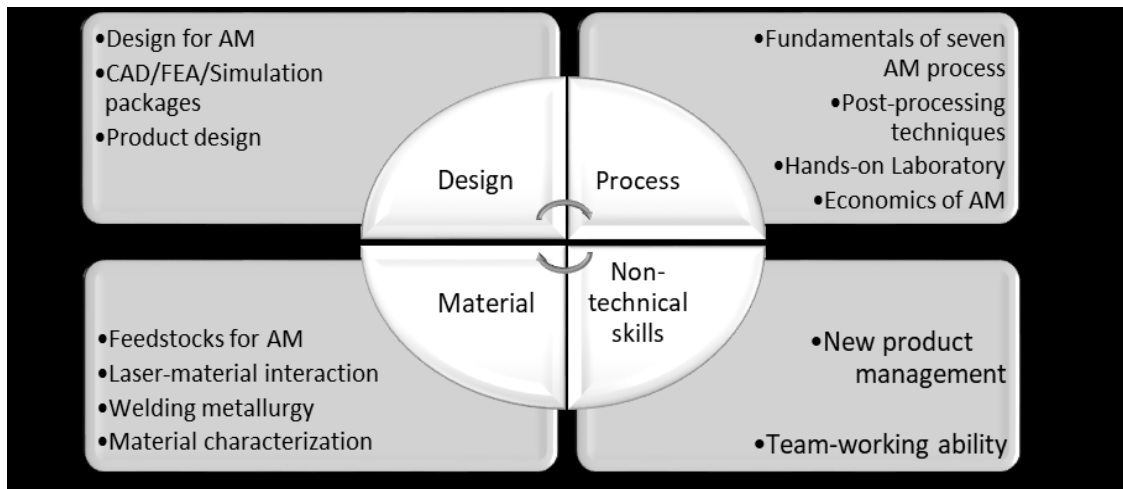 •Design for AM
•CAD/FEA/Simulation
packages
•Product design
•Fundamentals of seven
AM process
•Post-processing
techniques
•Hands-on Laboratory
•Economics of AM
Design
Process
Material
Non-
technical
skills
•Feedstocks for AM
•Laser-material interaction
•Welding metallurgy
•Material characterization
•New product
management
•Team-working ability